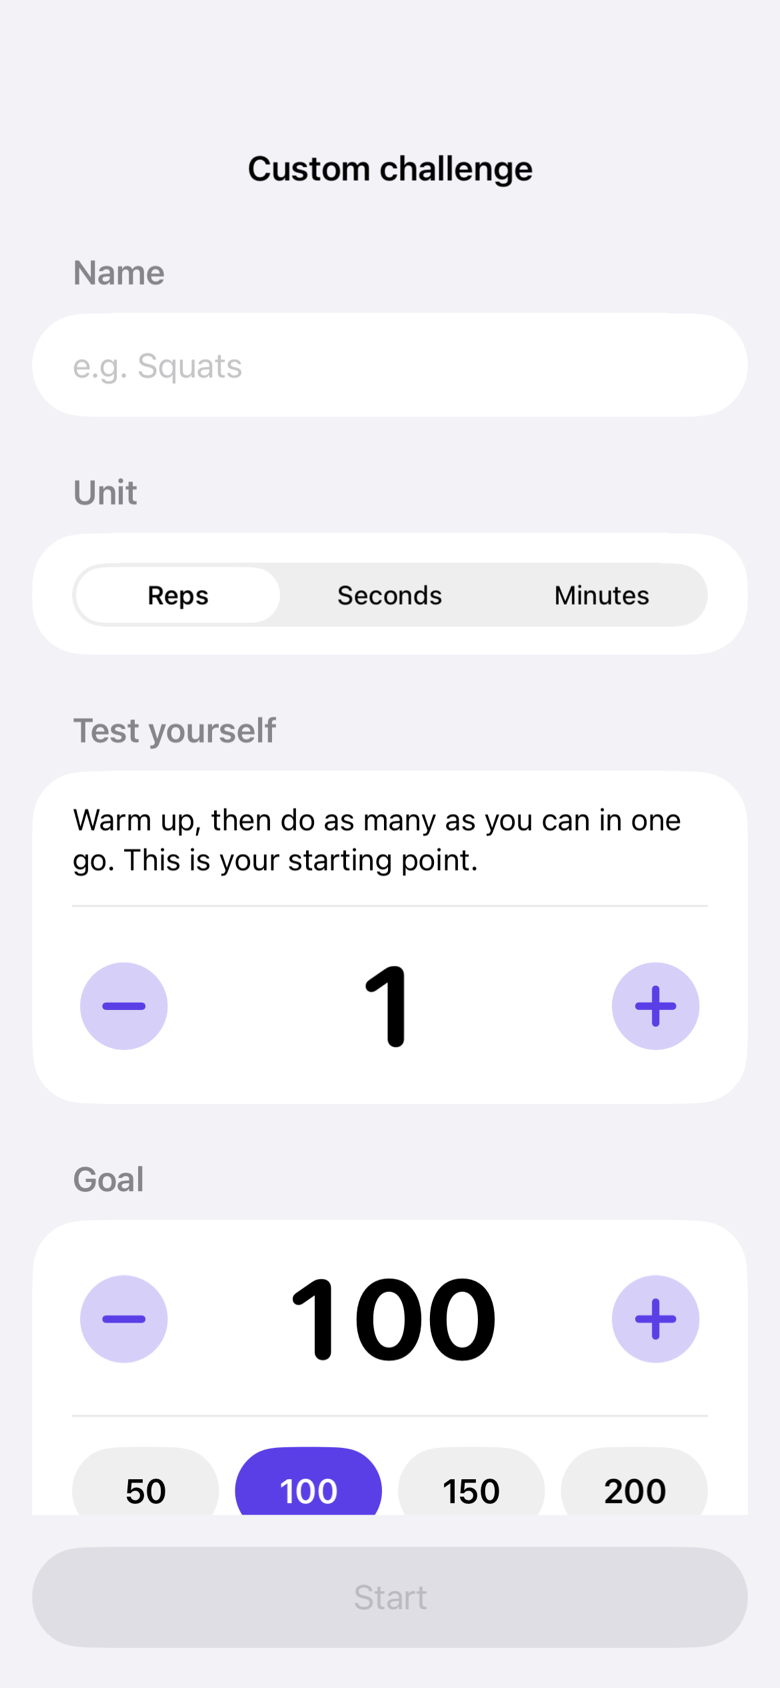 Custom challenge
Name
e.g. Squats
Unit
Reps Seconds Minutes
Test yourself
Warm up, then do as many as you can in one
go. This is your starting point.
− 1 +
Goal
− 100 +
50 100 150 200
Start